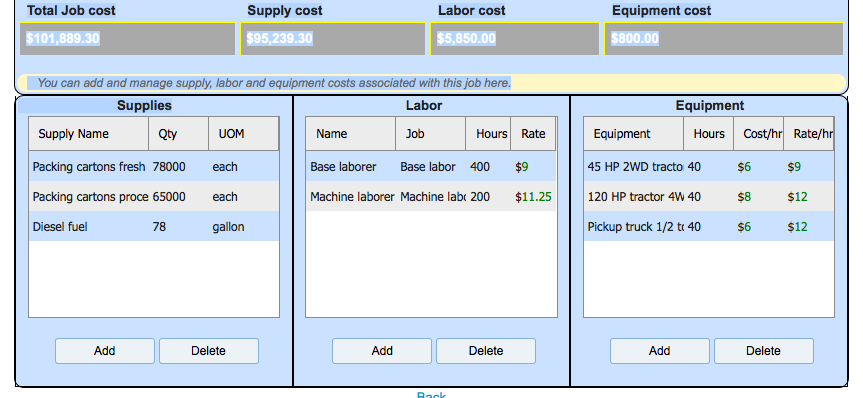 Total Job cost Supply cost Labor cost Equipment cost
$101,889.30 $95,239.30 $5,850.00 $800.00
You can add and manage supply, labor and equipment costs associated with this job here.
Supplies
Supply Name Qty UOM
Packing cartons fresh 78000 each
Packing cartons proce 65000 each
Diesel fuel 78 gallon
Add Delete
Labor
Name Job Hours Rate
Base laborer Base labor 400 $9
Machine laborer Machine labo 200 $11.25
Add Delete
Equipment
Equipment Hours Cost/hr Rate/hr
45 HP 2WD tracto 40 $6 $9
120 HP tractor 4W 40 $8 $12
Pickup truck 1/2 to 40 $6 $12
Add Delete
Back